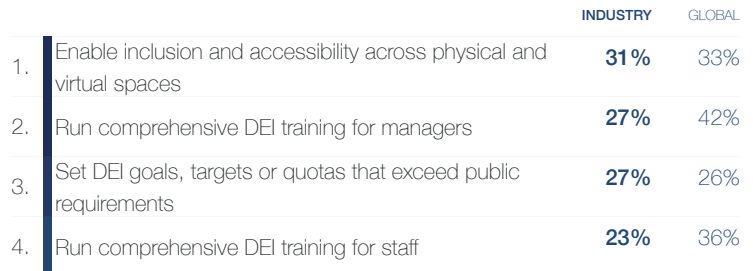 INDUSTRY GLOBAL
1. Enable inclusion and accessibility across physical and virtual spaces 31% 33%
2. Run comprehensive DEI training for managers 27% 42%
3. Set DEI goals, targets or quotas that exceed public requirements 27% 26%
4. Run comprehensive DEI training for staff 23% 36%